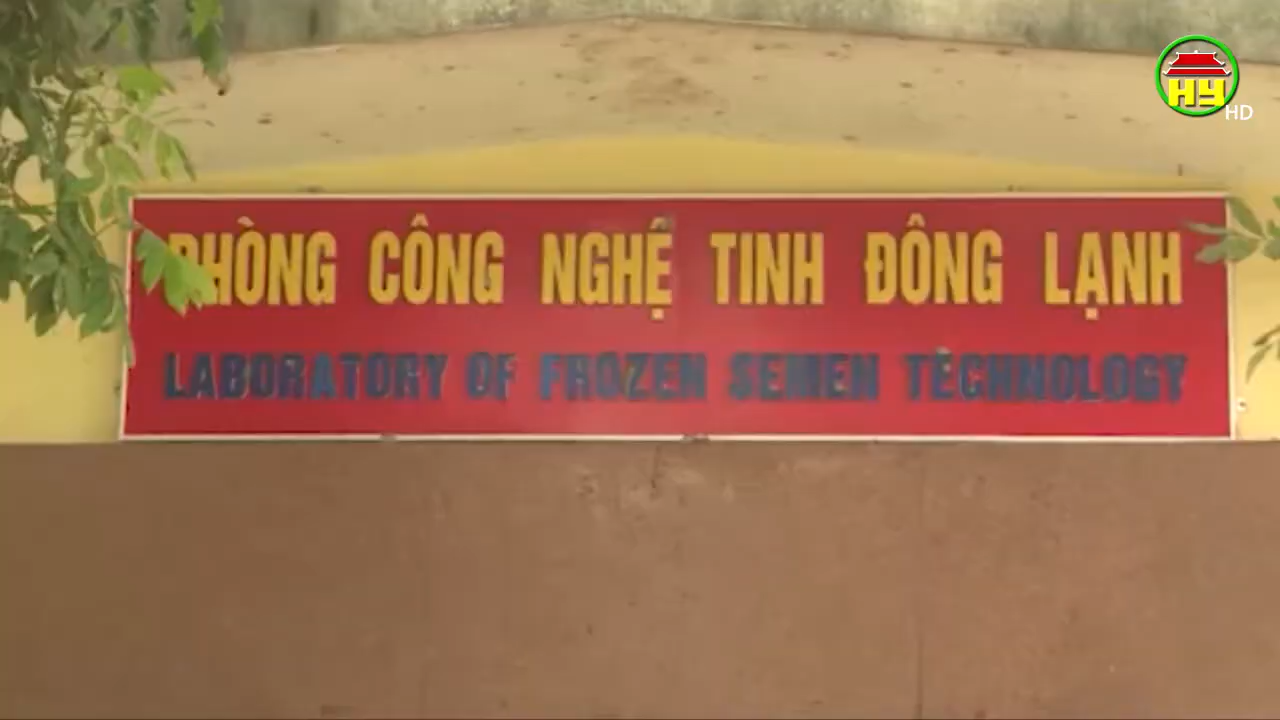 HY
HD
PHÒNG CÔNG NGHỆ TINH ĐÔNG LẠNH
LABORATORY OF FROZEN SEMEN TECHNOLOGY